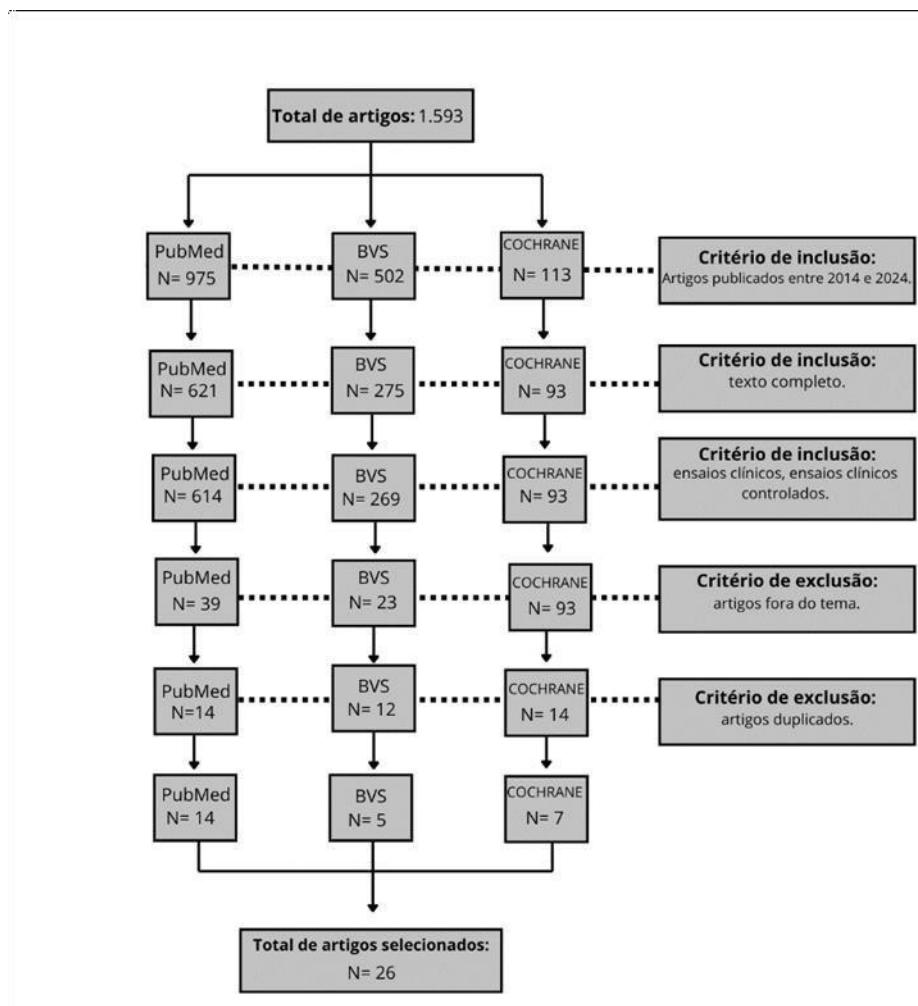 Total de artigos: 1.593
PubMed
N= 975
BVS
N= 502
COCHRANE
N= 113
Critério de inclusão:
Artigos publicados entre 2014 e 2024.
PubMed
N= 621
BVS
N= 275
COCHRANE
N= 93
Critério de inclusão:
texto completo.
PubMed
N= 614
BVS
N= 269
COCHRANE
N= 93
Critério de inclusão:
ensaios clínicos, ensaios clínicos
controlados.
PubMed
N= 39
BVS
N= 23
COCHRANE
N= 93
Critério de exclusão:
artigos fora do tema.
PubMed
N=14
BVS
N= 12
COCHRANE
N= 14
Critério de exclusão:
artigos duplicados.
PubMed
N= 14
BVS
N= 5
COCHRANE
N= 7
Total de artigos selecionados:
N= 26